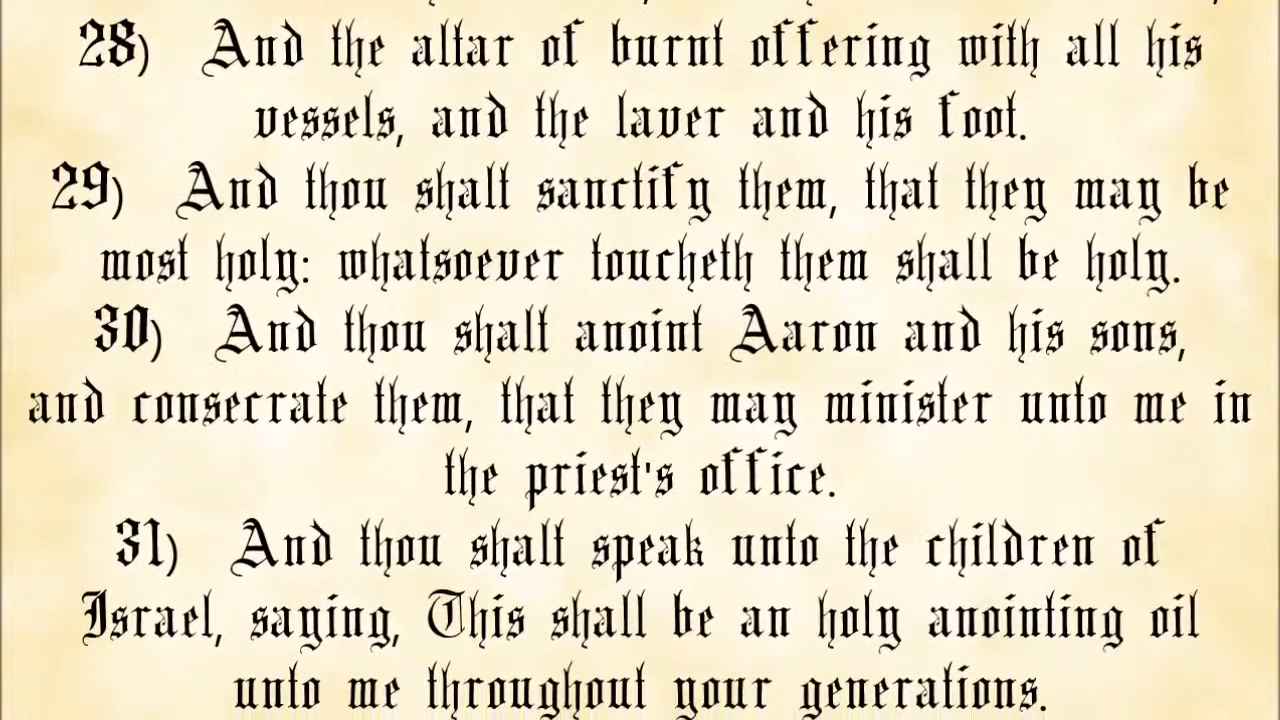 28) And the altar of burnt offering with all his
vessels, and the laver and his foot.
29) And thou shalt sanctify them, that they may be
most holy: whatsoever toucheth them shall be holy.
30) And thou shalt anoint Aaron and his sons,
and consecrate them, that they may minister unto me in
the priest's office.
31) And thou shalt speak unto the children of
Israel, saying, This shall be an holy anointing oil
unto me throughout your generations.